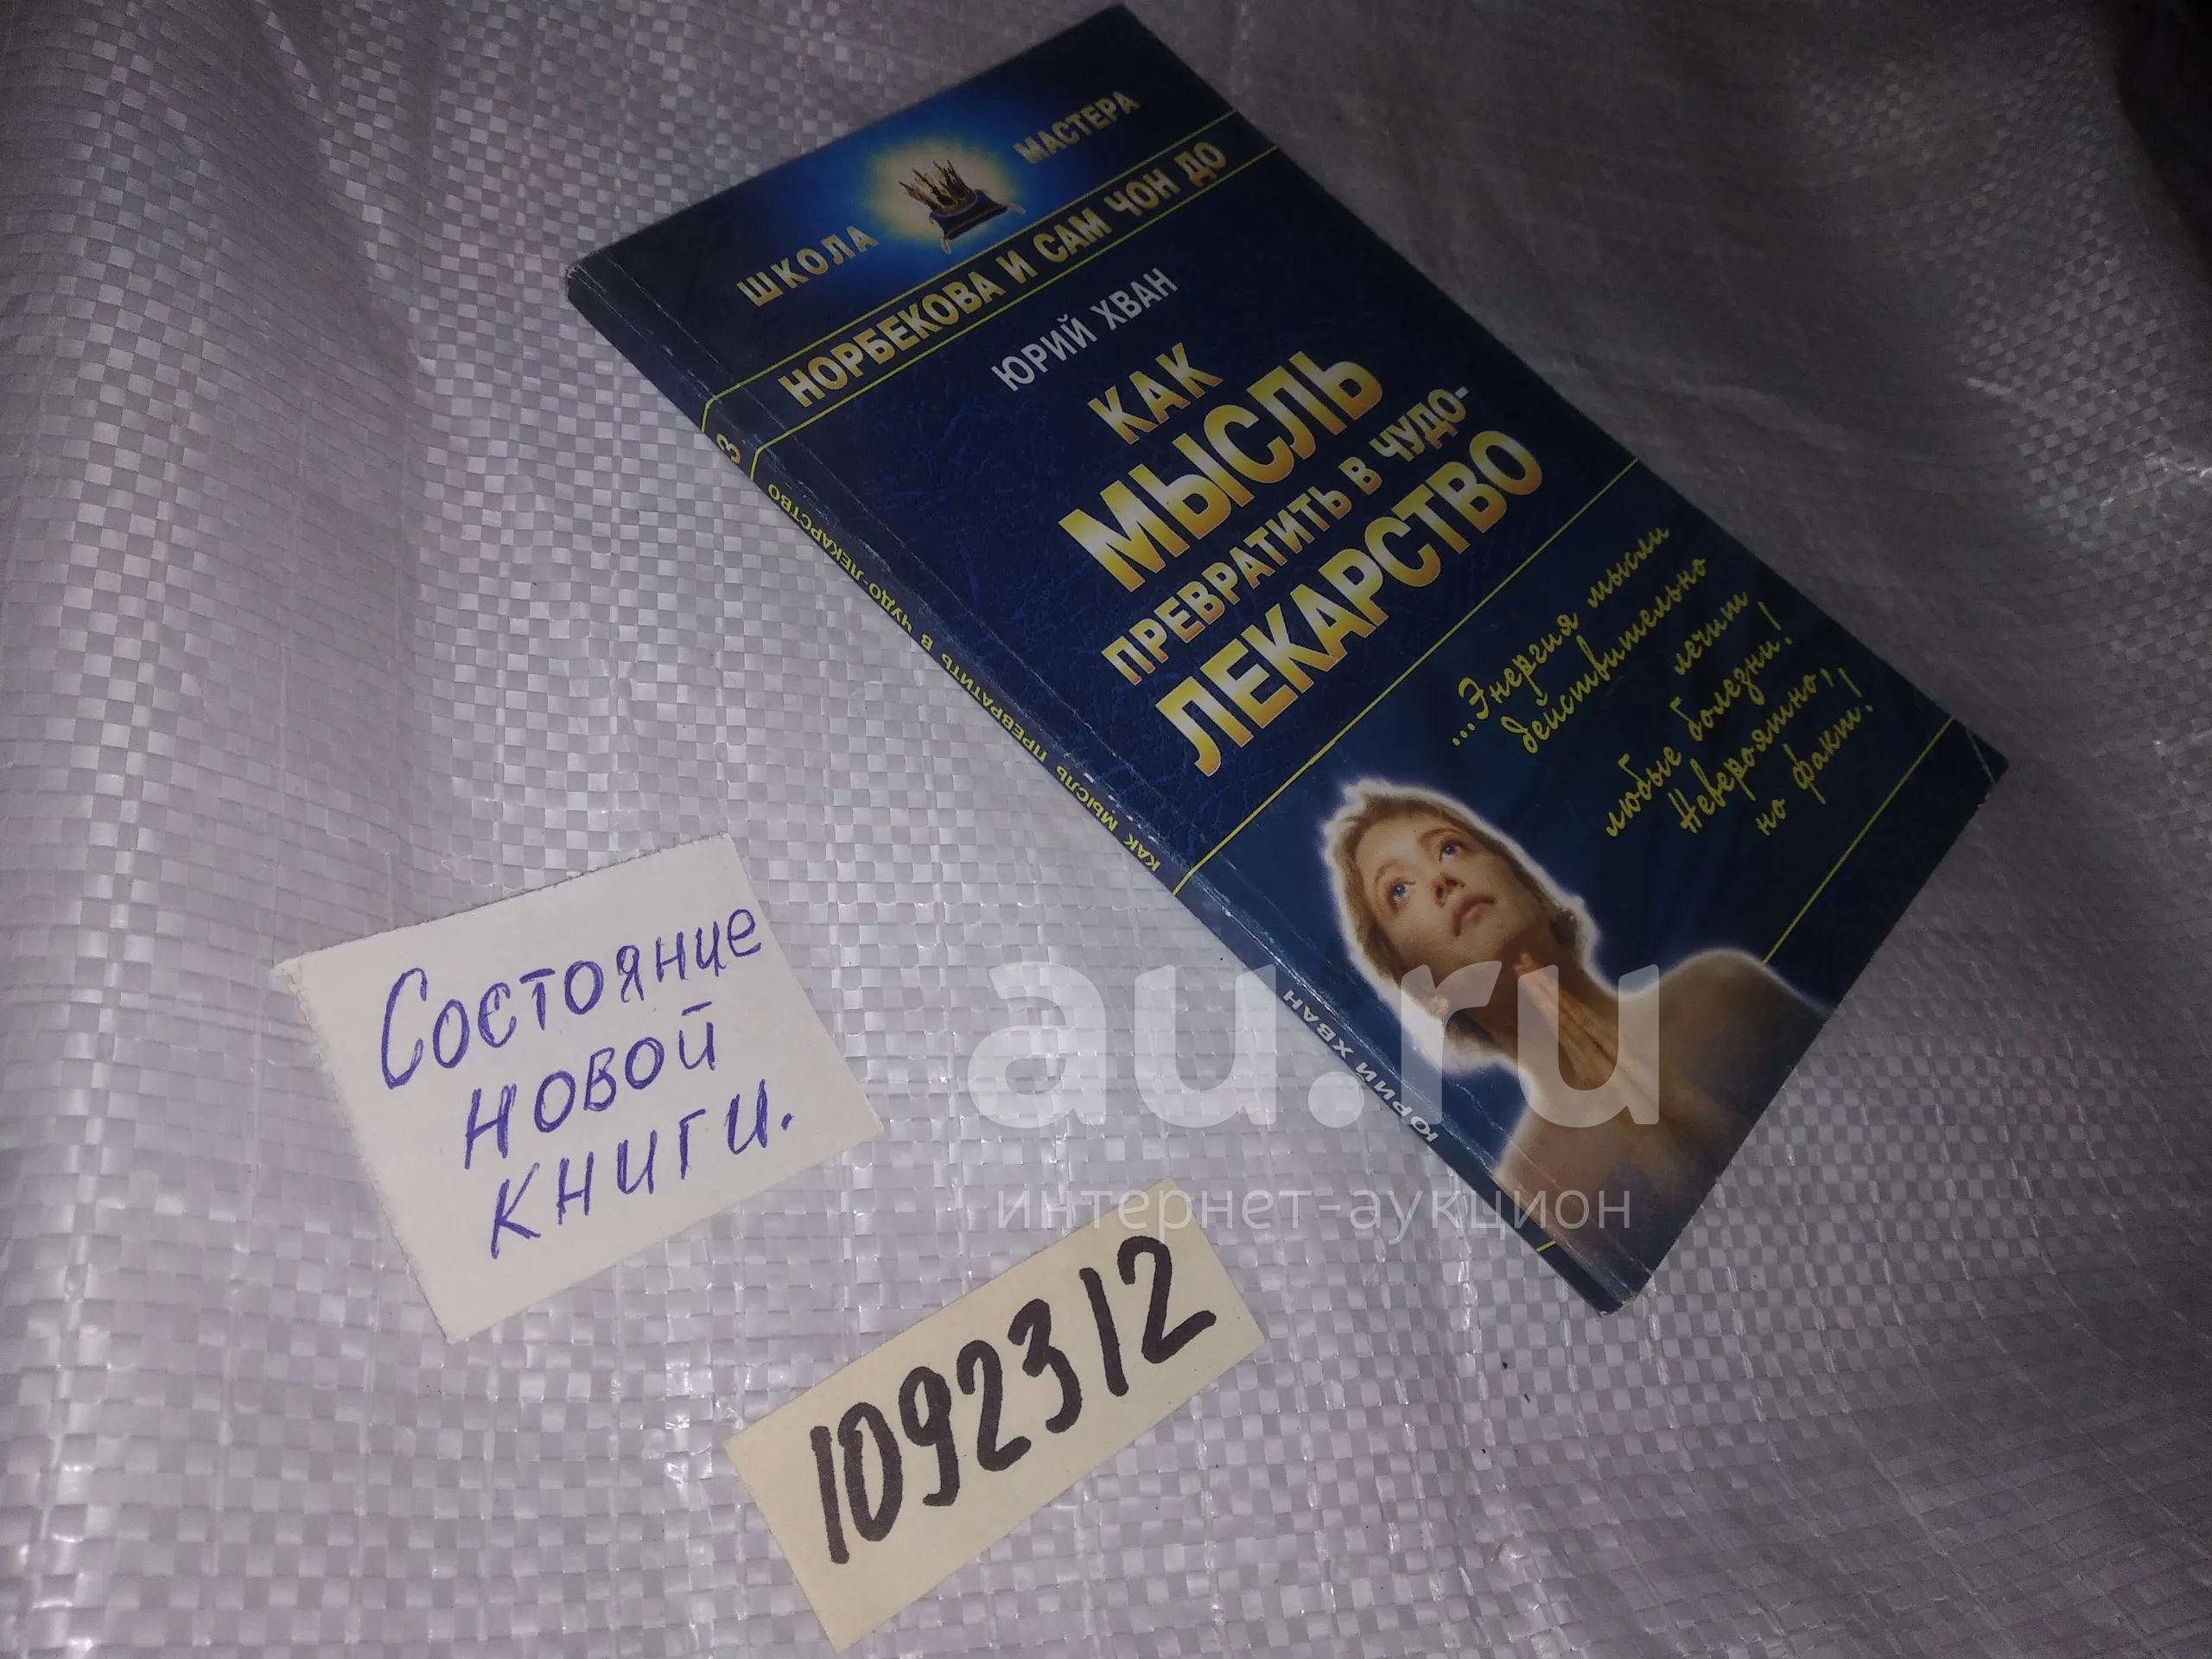 ШКОЛА МАСТЕРА
НОРБЕКОВА И САМ ЧОН ДО
ЮРИЙ ХВАН
КАК
МЫСЛЬ
ПРЕВРАТИТЬ В ЧУДО-
ЛЕКАРСТВО
...Энергия мысли
действительно
лечит
любые болезни!
Невероятно,
но факт!
ЮРИЙ ХВАН КАК МЫСЛЬ ПРЕВРАТИТЬ В ЧУДО-ЛЕКАРСТВО
Состояние
новой
книги.
1092312
au.ru
интернет-аукцион